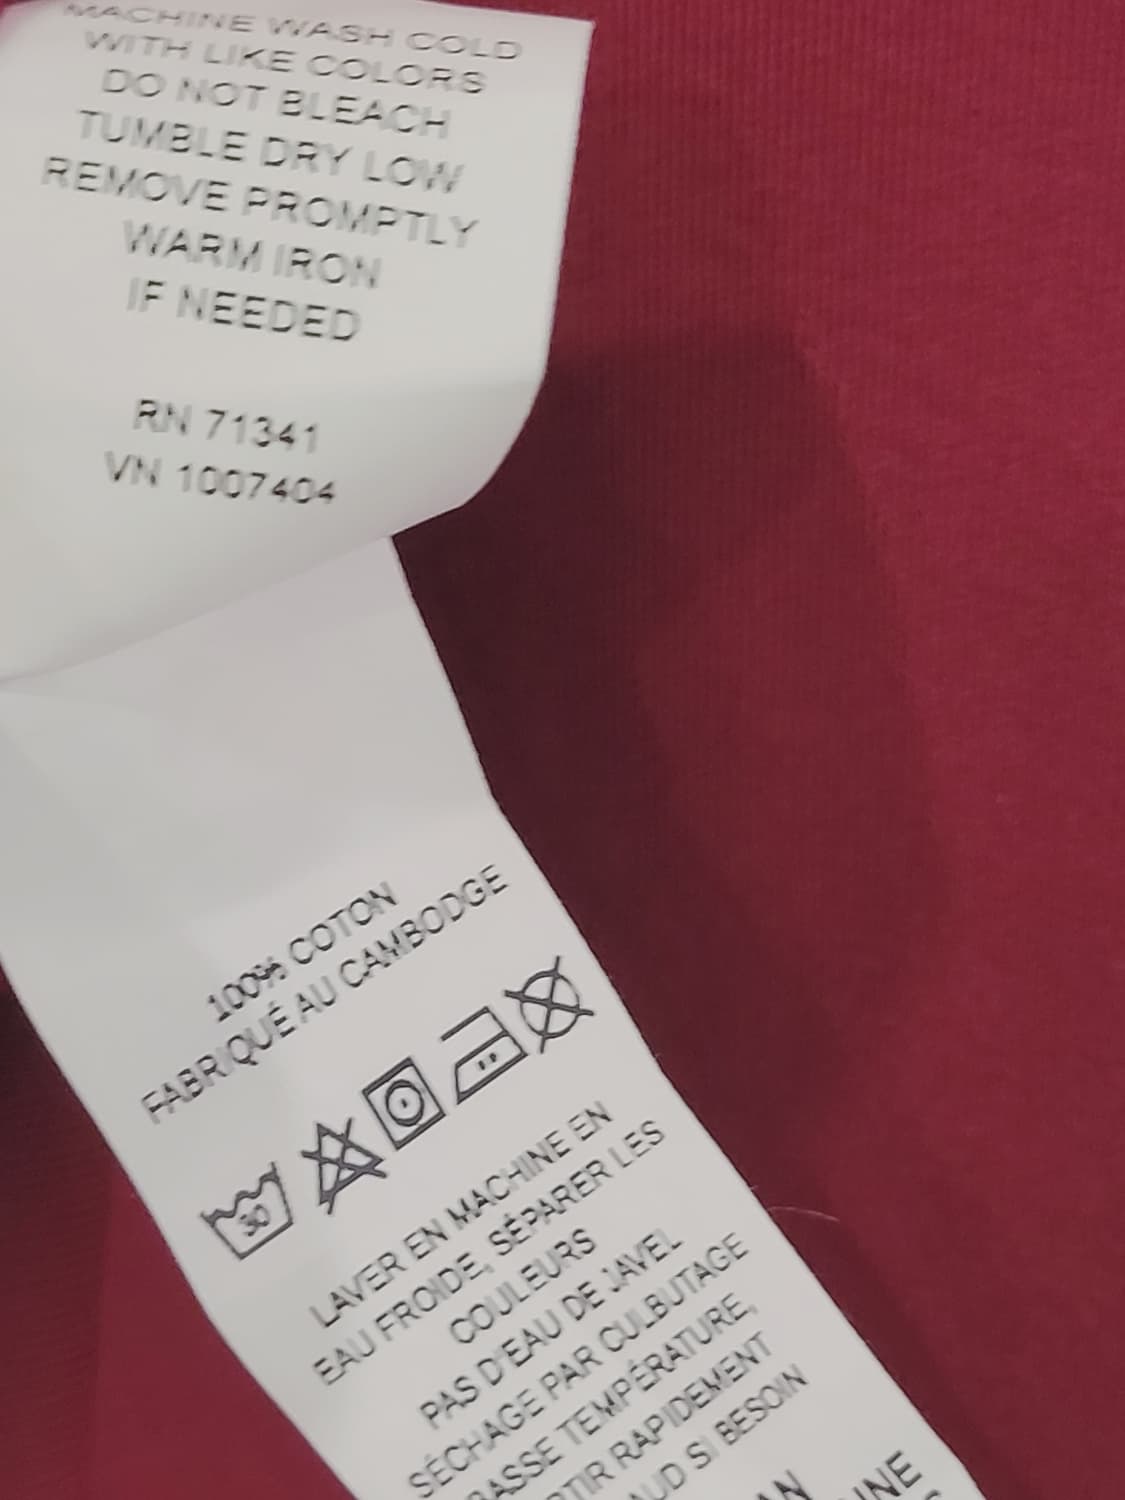 MACHINE WASH COLD
WITH LIKE COLORS
DO NOT BLEACH
TUMBLE DRY LOW
REMOVE PROMPTLY
WARM IRON
IF NEEDED
RN 71341
VN 1007404
100% COTON
FABRIQUÉ AU CAMBODGE
30
LAVER EN MACHINE EN
EAU FROIDE, SÉPARER LES
COULEURS
PAS D'EAU DE JAVEL
SÉCHAGE PAR CULBUTAGE
BASSE TEMPÉRATURE,
RAPIDEMENT
SI BESOIN